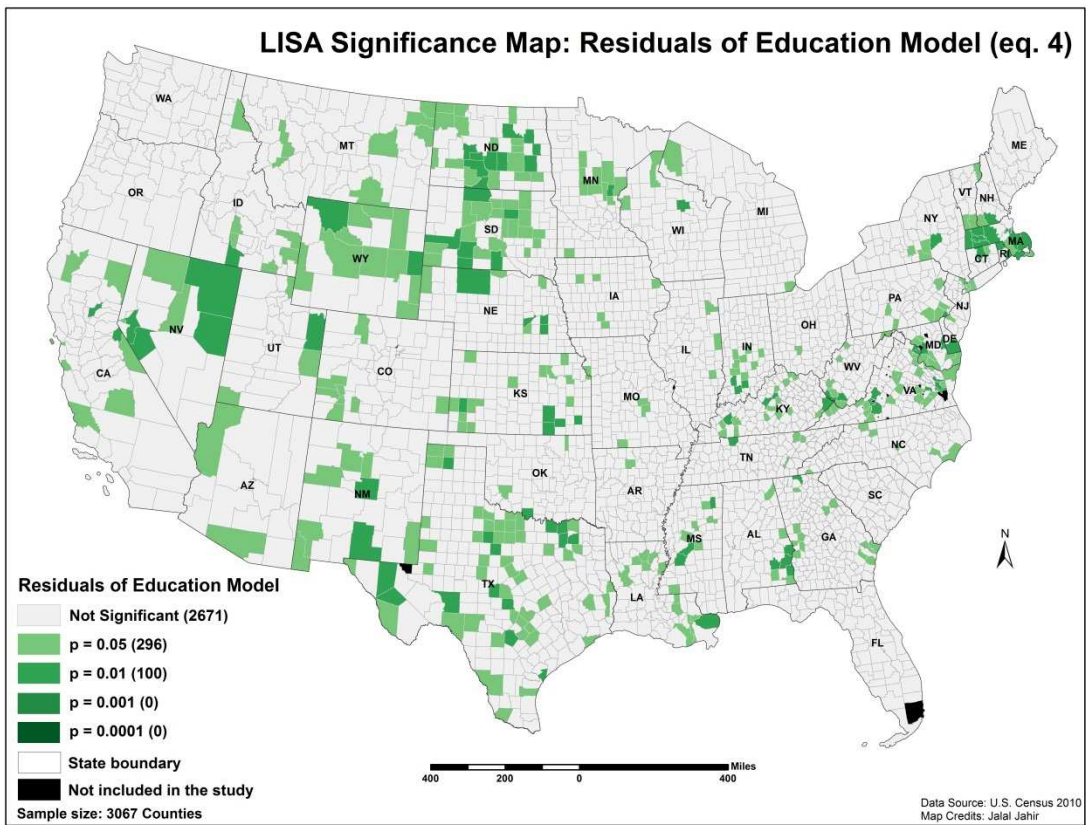 LISA Significance Map: Residuals of Education Model (eq. 4)
WA
MT
ND
MN
ME
OR
ID
SD
WI
MI
VT
NH
NY
MA
WY
CT
RI
IA
NE
PA
NJ
NV
UT
CO
IL
IN
OH
MD
DE
WV
CA
KS
MO
KY
VA
NC
TN
AZ
NM
OK
AR
SC
MS
AL
GA
TX
LA
FL
N
Residuals of Education Model
Not Significant (2671)
p = 0.05 (296)
p = 0.01 (100)
p = 0.001 (0)
p = 0.0001 (0)
State boundary
Not included in the study
Sample size: 3067 Counties
Miles
400 200 0 400
Data Source: U.S. Census 2010
Map Credits: Jalal Jahir